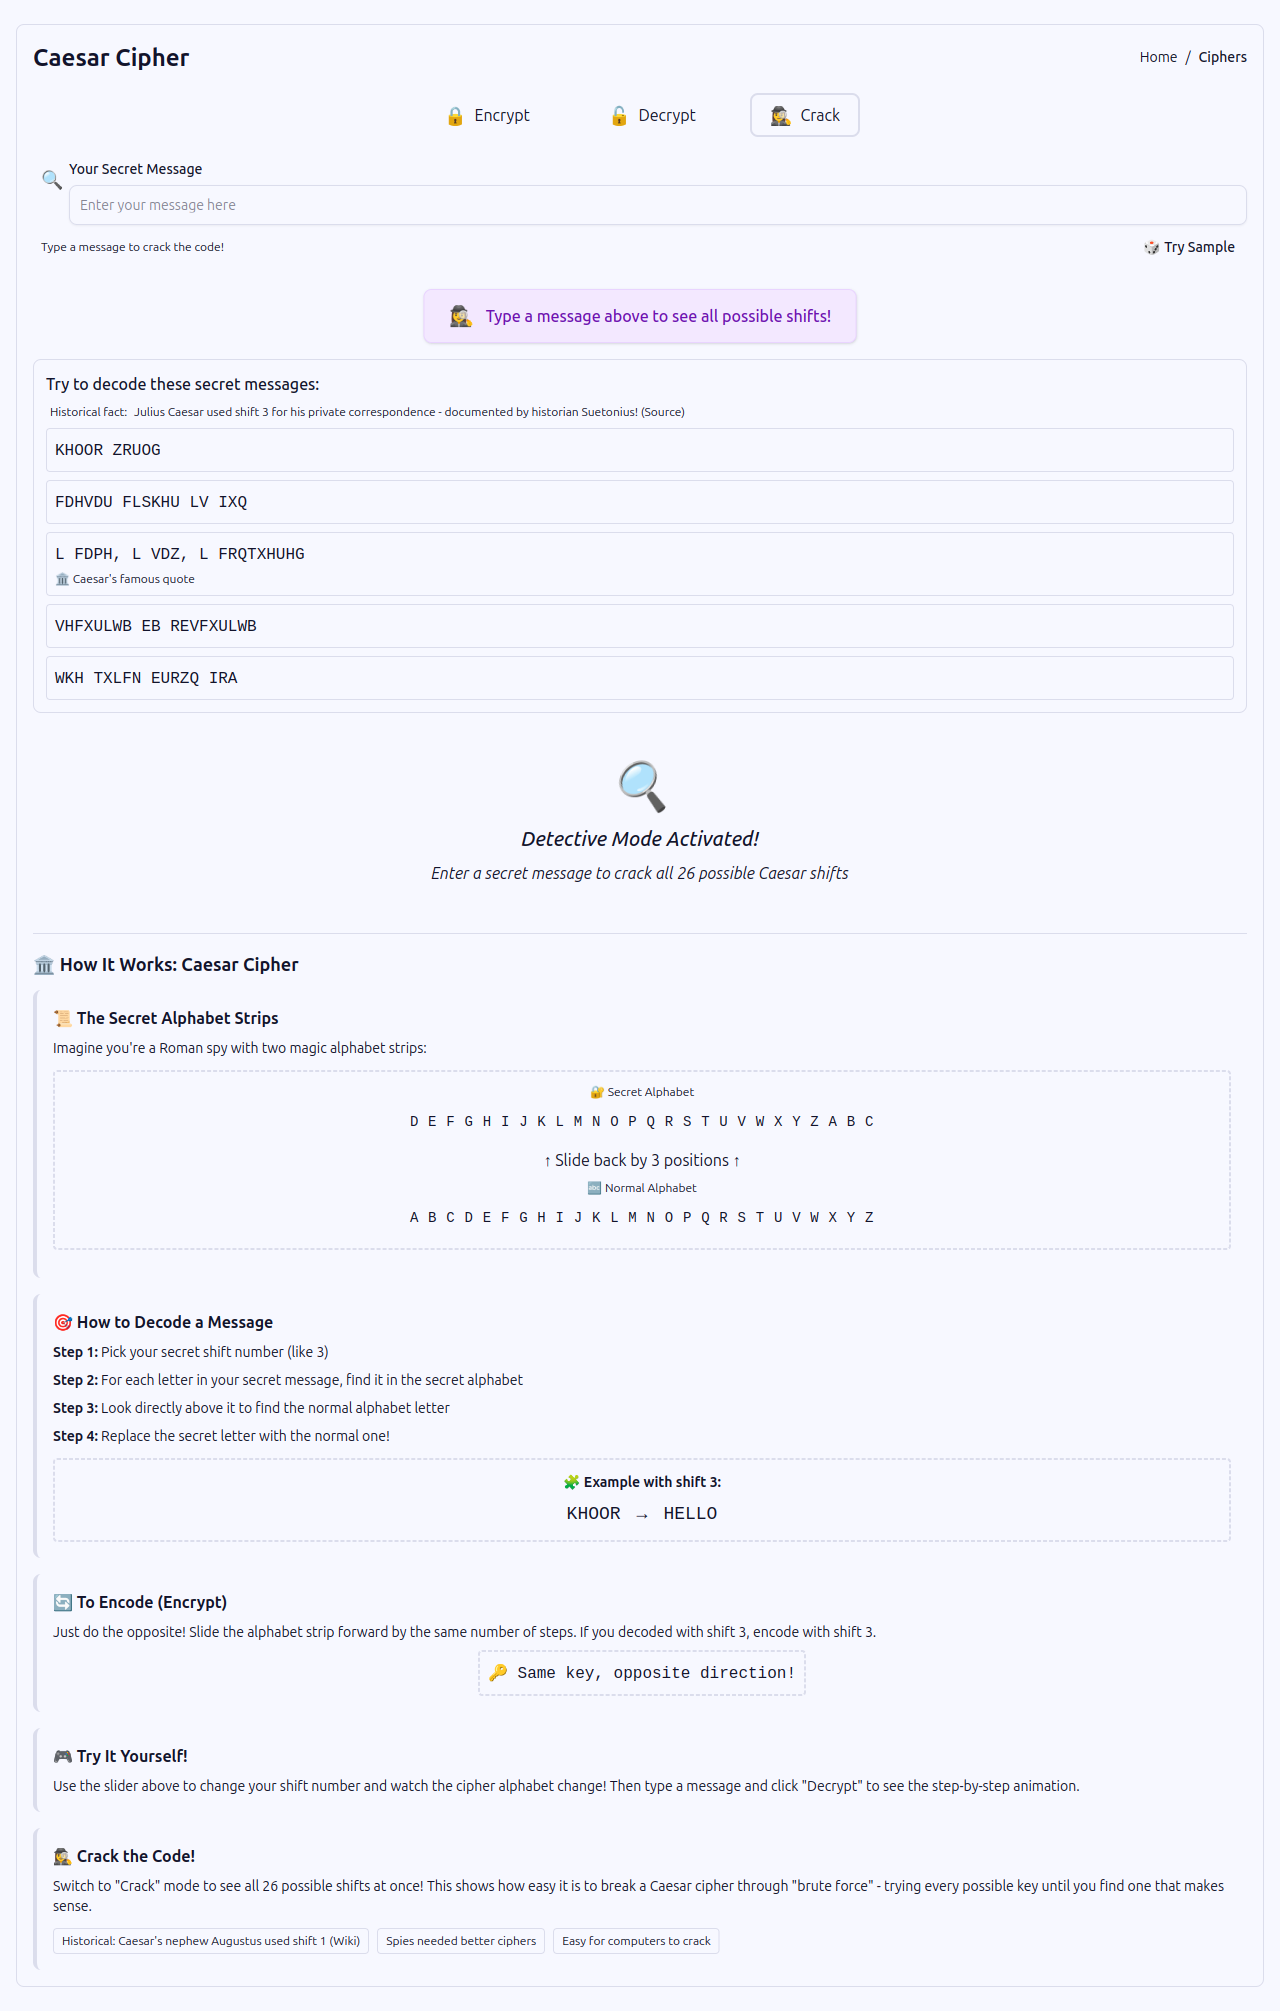 Caesar Cipher
Home / Ciphers
🔒 Encrypt
🔓 Decrypt
🕵️ Crack
🔍 Your Secret Message
Enter your message here
Type a message to crack the code!
🎲 Try Sample
🕵️ Type a message above to see all possible shifts!
Try to decode these secret messages:
Historical fact: Julius Caesar used shift 3 for his private correspondence - documented by historian Suetonius! (Source)
KHOOR ZRUOG
FDHVDU FLSKHU LV IXQ
L FDPH, L VDZ, L FRQTXHUHG
🏛️ Caesar's famous quote
VHFXULWB EB REVFXULWB
WKH TXLFN EURZQ IRA
🔍
Detective Mode Activated!
Enter a secret message to crack all 26 possible Caesar shifts
🏛️ How It Works: Caesar Cipher
📜 The Secret Alphabet Strips
Imagine you're a Roman spy with two magic alphabet strips:
🔐 Secret Alphabet
D E F G H I J K L M N O P Q R S T U V W X Y Z A B C
↑ Slide back by 3 positions ↑
🔤 Normal Alphabet
A B C D E F G H I J K L M N O P Q R S T U V W X Y Z
🎯 How to Decode a Message
Step 1: Pick your secret shift number (like 3)
Step 2: For each letter in your secret message, find it in the secret alphabet
Step 3: Look directly above it to find the normal alphabet letter
Step 4: Replace the secret letter with the normal one!
🧩 Example with shift 3:
KHOOR → HELLO
🔄 To Encode (Encrypt)
Just do the opposite! Slide the alphabet strip forward by the same number of steps. If you decoded with shift 3, encode with shift 3.
🔑 Same key, opposite direction!
🎮 Try It Yourself!
Use the slider above to change your shift number and watch the cipher alphabet change! Then type a message and click "Decrypt" to see the step-by-step animation.
🕵️ Crack the Code!
Switch to "Crack" mode to see all 26 possible shifts at once! This shows how easy it is to break a Caesar cipher through "brute force" - trying every possible key until you find one that makes
sense.
Historical: Caesar's nephew Augustus used shift 1 (Wiki)
Spies needed better ciphers
Easy for computers to crack